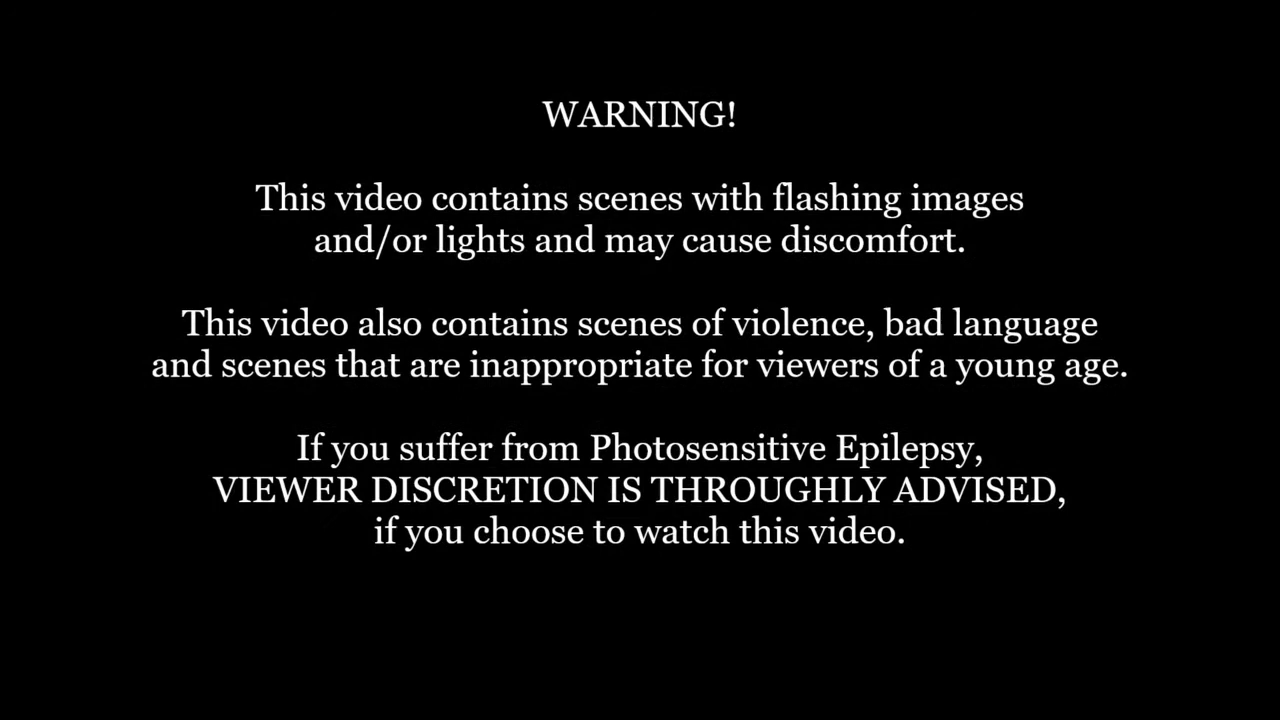 WARNING!
This video contains scenes with flashing images
and/or lights and may cause discomfort.
This video also contains scenes of violence, bad language
and scenes that are inappropriate for viewers of a young age.
If you suffer from Photosensitive Epilepsy,
VIEWER DISCRETION IS THROUGHLY ADVISED,
if you choose to watch this video.